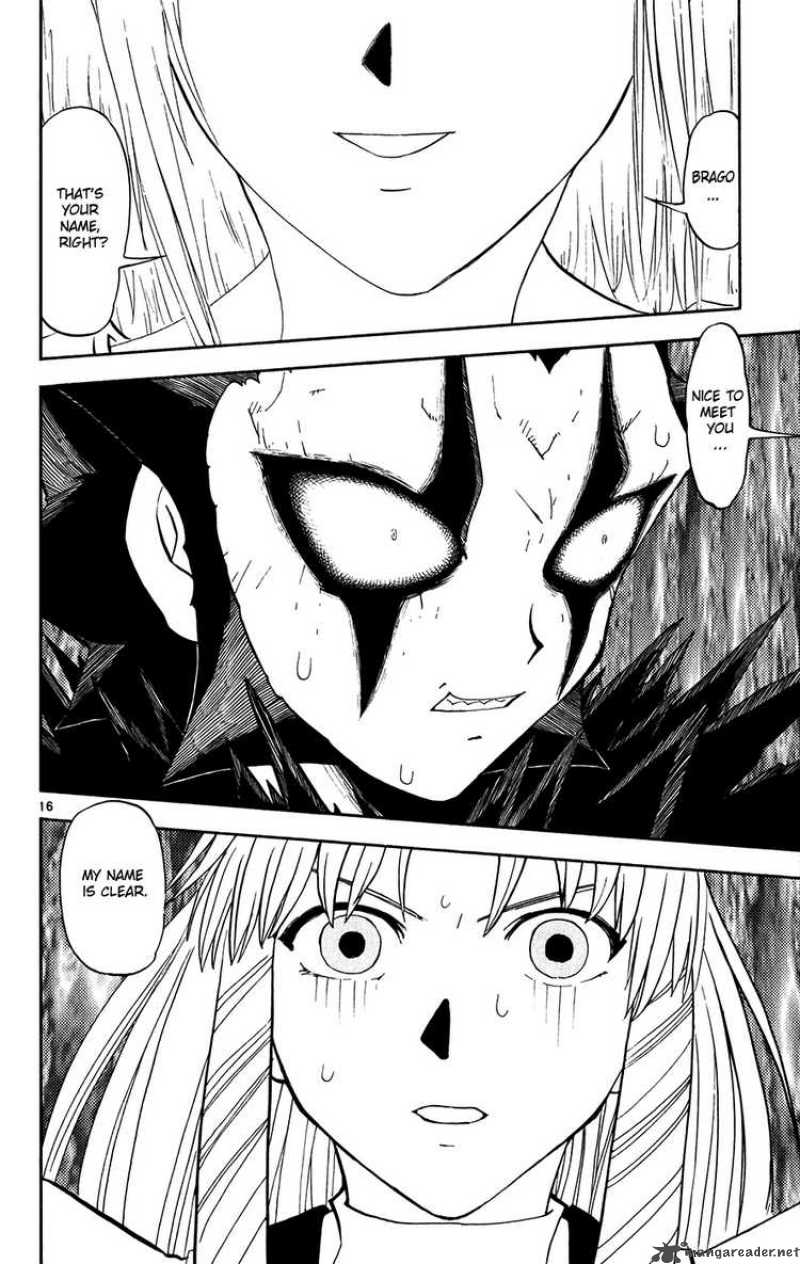 BRAGO
...
THAT'S
YOUR
NAME,
RIGHT?
NICE TO
MEET
YOU
...
16
MY NAME
IS CLEAR.
mangareader.net